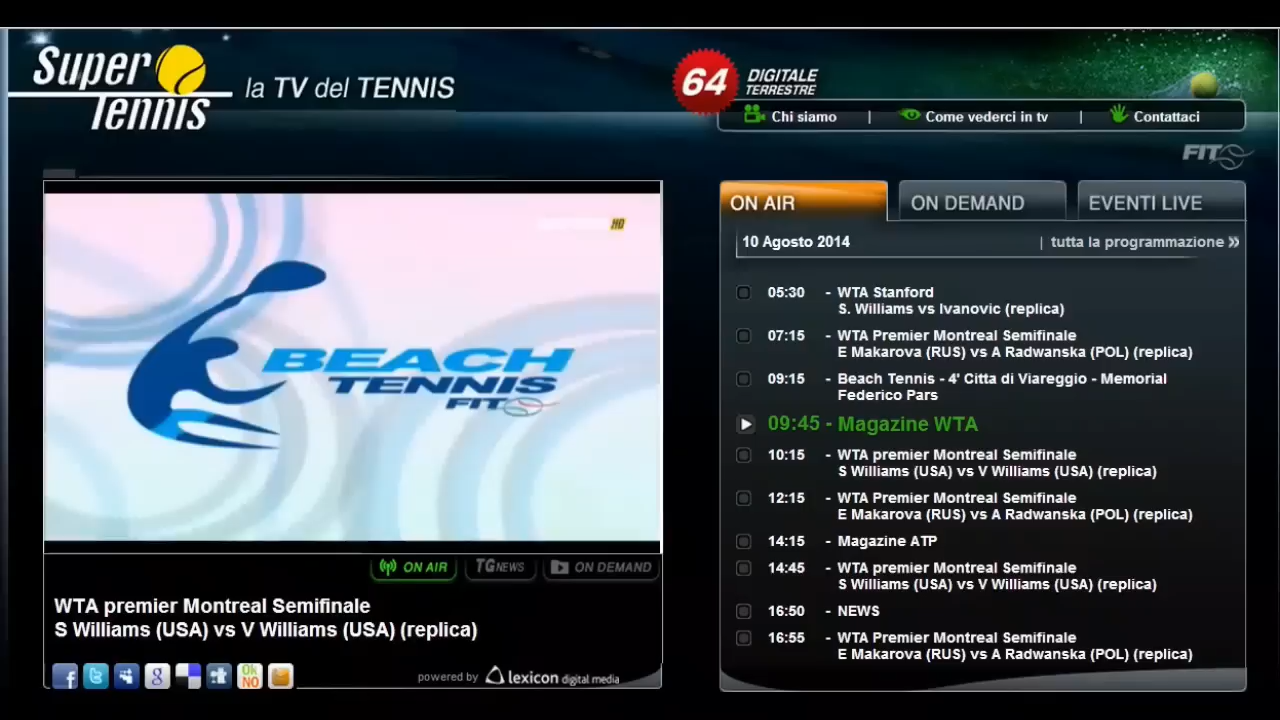 Super
Tennis
la TV del TENNIS
64
DIGITALE
TERRESTRE
Chi siamo | Come vederci in tv | Contattaci
FIT
HD
BEACH
TENNIS
FIT
ON AIR
TG NEWS
ON DEMAND
WTA premier Montreal Semifinale
S Williams (USA) vs V Williams (USA) (replica)
f t g
OK
NO
powered by lexicon digital media
ON AIR ON DEMAND EVENTI LIVE
10 Agosto 2014 | tutta la programmazione »
05:30 - WTA Stanford
S. Williams vs Ivanovic (replica)
07:15 - WTA Premier Montreal Semifinale
E Makarova (RUS) vs A Radwanska (POL) (replica)
09:15 - Beach Tennis - 4' Citta di Viareggio - Memorial
Federico Pars
09:45 - Magazine WTA
10:15 - WTA premier Montreal Semifinale
S Williams (USA) vs V Williams (USA) (replica)
12:15 - WTA Premier Montreal Semifinale
E Makarova (RUS) vs A Radwanska (POL) (replica)
14:15 - Magazine ATP
14:45 - WTA premier Montreal Semifinale
S Williams (USA) vs V Williams (USA) (replica)
16:50 - NEWS
16:55 - WTA Premier Montreal Semifinale
E Makarova (RUS) vs A Radwanska (POL) (replica)